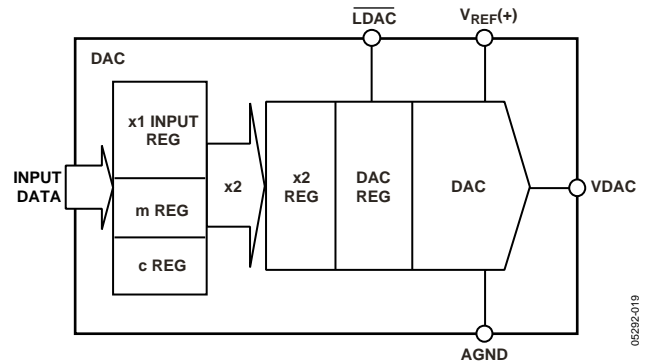 LDAC
VREF(+)
DAC
x1 INPUT
REG
INPUT
DATA
m REG
c REG
x2
x2
REG
DAC
REG
DAC
VDAC
AGND
05292-019